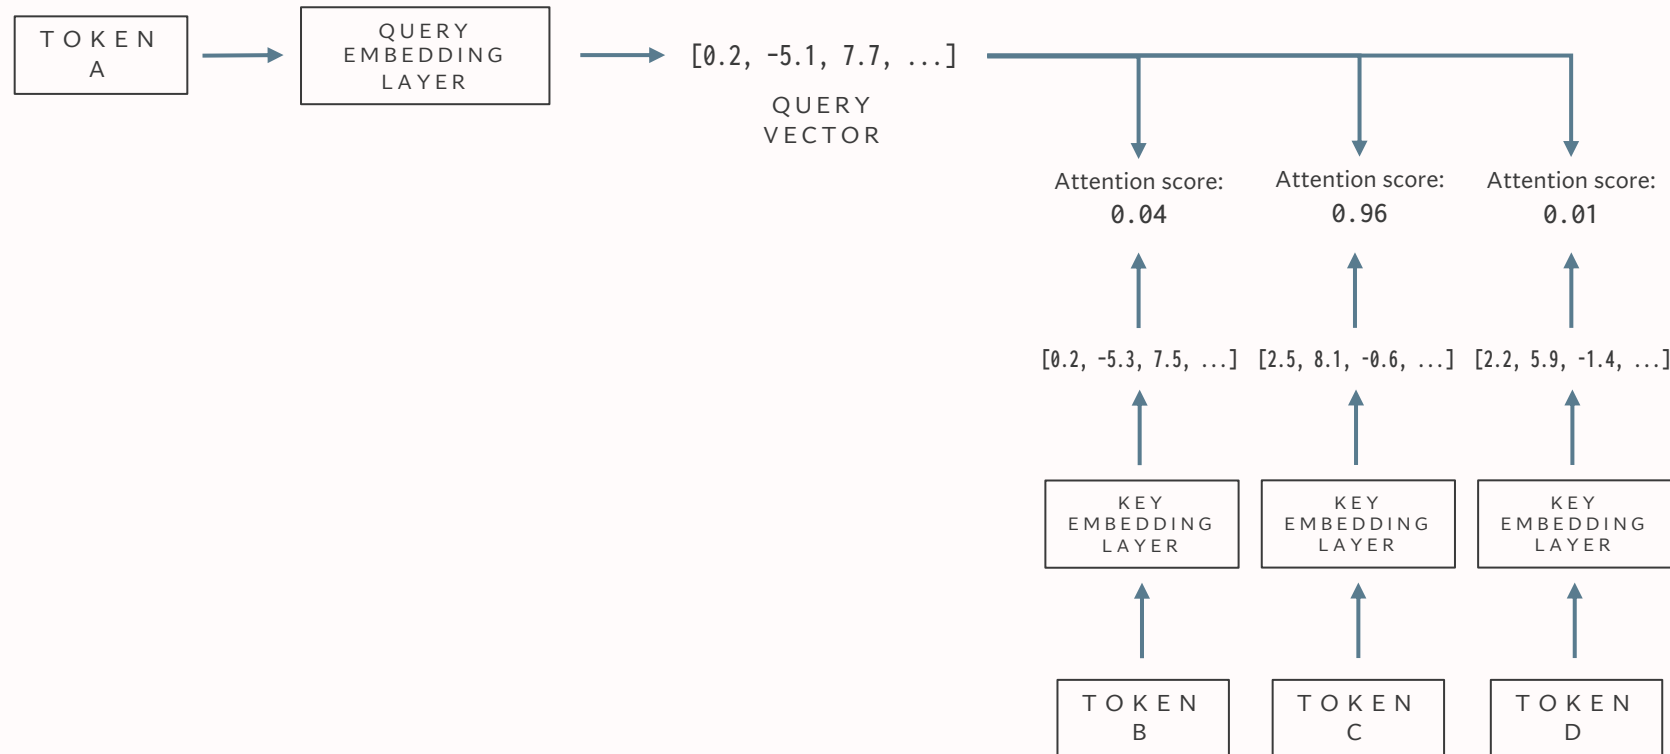 TOKEN
A
QUERY
EMBEDDING
LAYER
[0.2, -5.1, 7.7, ...]
QUERY
VECTOR
Attention score:
0.04
Attention score:
0.96
Attention score:
0.01
[0.2, -5.3, 7.5, ...]
[2.5, 8.1, -0.6, ...]
[2.2, 5.9, -1.4, ...]
KEY
EMBEDDING
LAYER
KEY
EMBEDDING
LAYER
KEY
EMBEDDING
LAYER
TOKEN
B
TOKEN
C
TOKEN
D